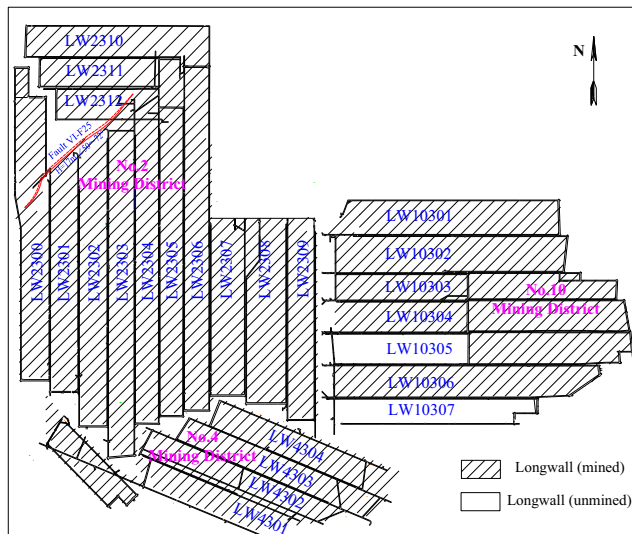 LW2310
LW2311
LW2312
N
Fault VI-F25
No.2
Mining District
LW2300
LW2301
LW2302
LW2303
LW2304
LW2305
LW2306
LW2307
LW2308
LW2309
LW10301
LW10302
LW10303
No.10
Mining District
LW10304
LW10305
LW10306
LW10307
No.4
Mining District
LW4304
LW4303
LW4302
LW4301
Longwall (mined)
Longwall (unmined)